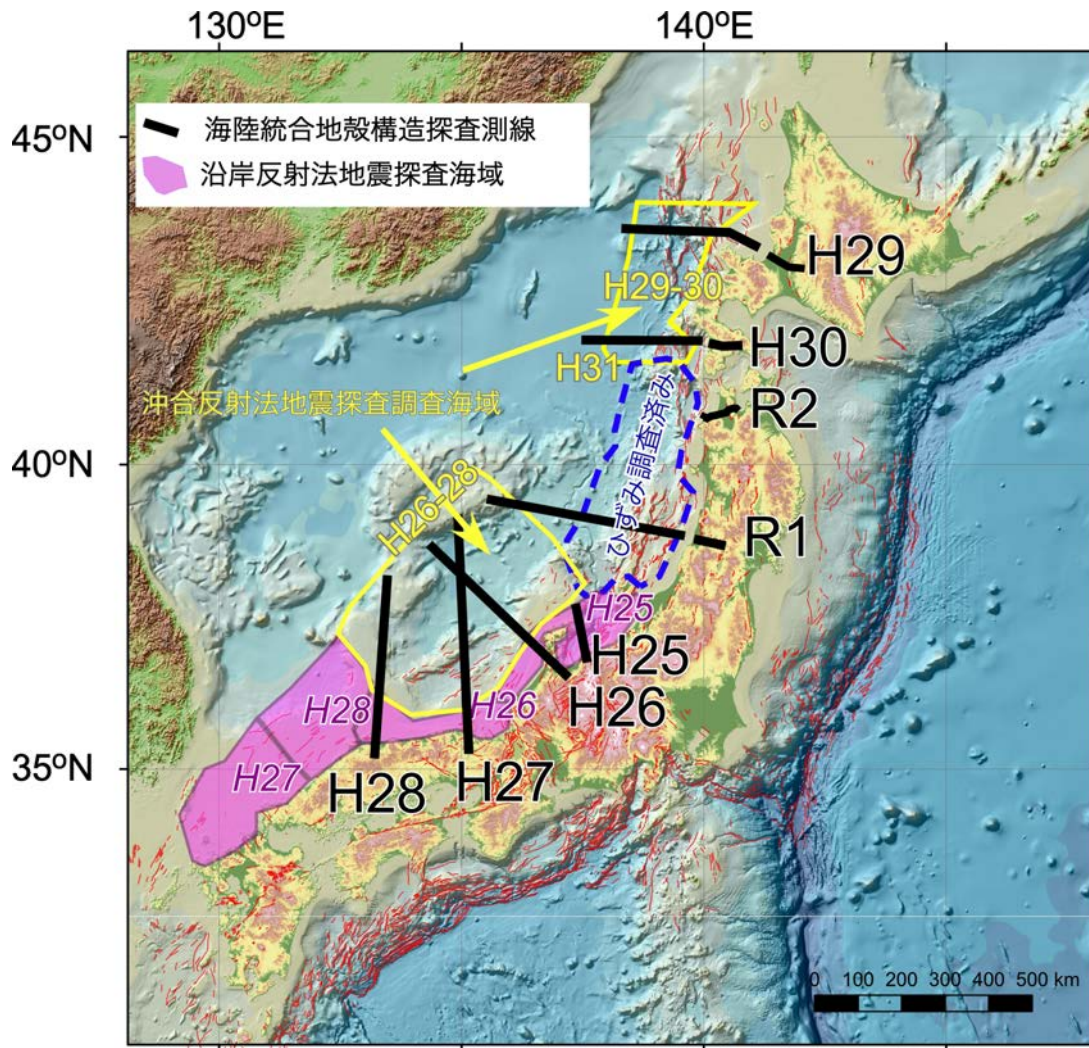 130ºE
140ºE
45ºN
海陸統合地殻構造探査測線
沿岸反射法地震探査海域
H29
H29-30
H30
H31
R2
沖合反射法地震探査調査海域
40ºN
ひずみ調査済み
H26-28
R1
H25
H25
H26
H28
H26
H27
H27
H28
35ºN
0 100 200 300 400 500 km